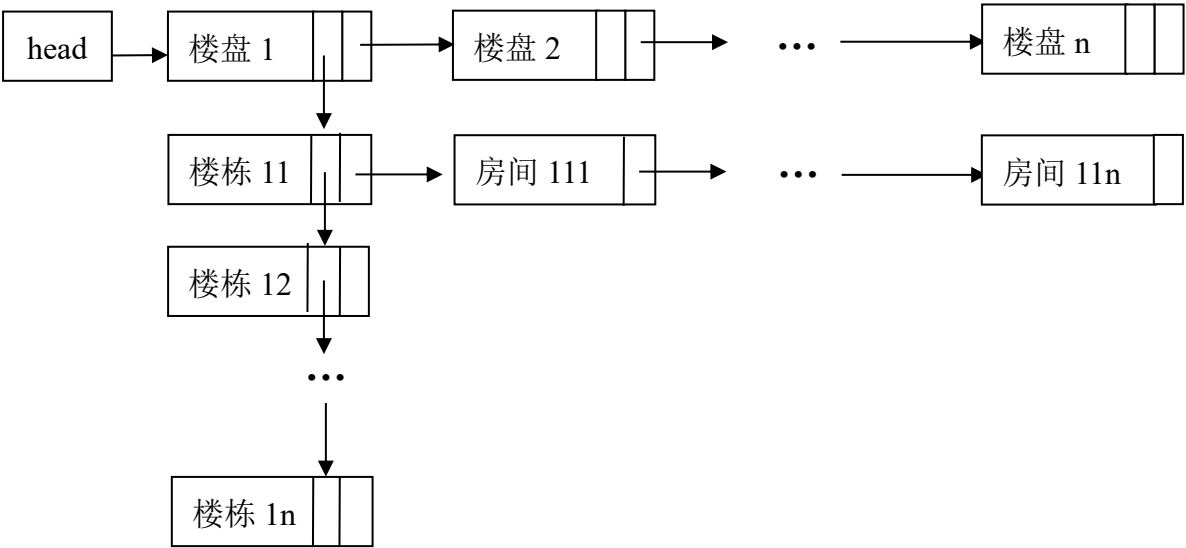 head 楼盘 1 楼盘 2 … 楼盘 n
楼栋 11 房间 111 … 房间 11n
楼栋 12
…
楼栋 1n